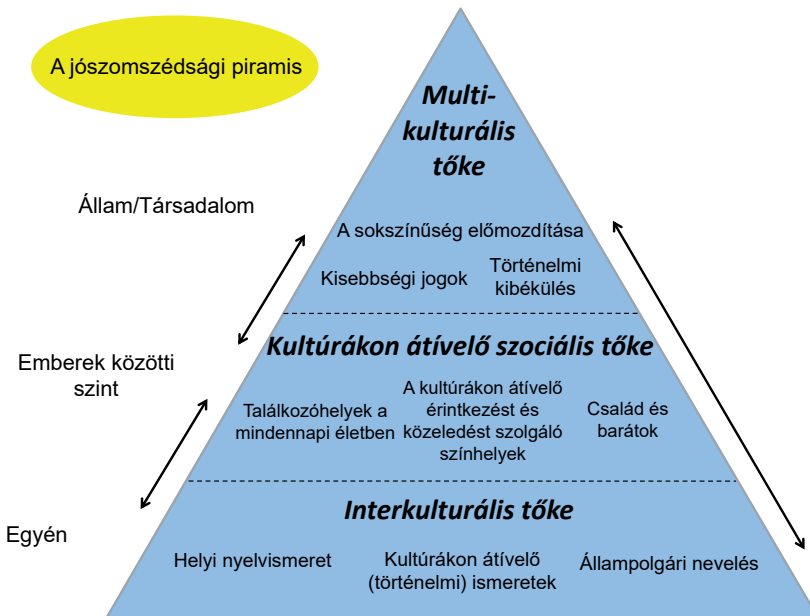 A jószomszédsági piramis
Multi-
kulturális
tőke
Állam/Társadalom
A sokszínűség előmozdítása
Kisebbségi jogok
Történelmi
kibékülés
Kultúrákon átívelő szociális tőke
Emberek közötti
szint
Találkozóhelyek a
mindennapi életben
A kultúrákon átívelő
érintkezést és
közeledést szolgáló
színhelyek
Család és
barátok
Interkulturális tőke
Egyén
Helyi nyelvismeret
Kultúrákon átívelő
(történelmi) ismeretek
Állampolgári nevelés